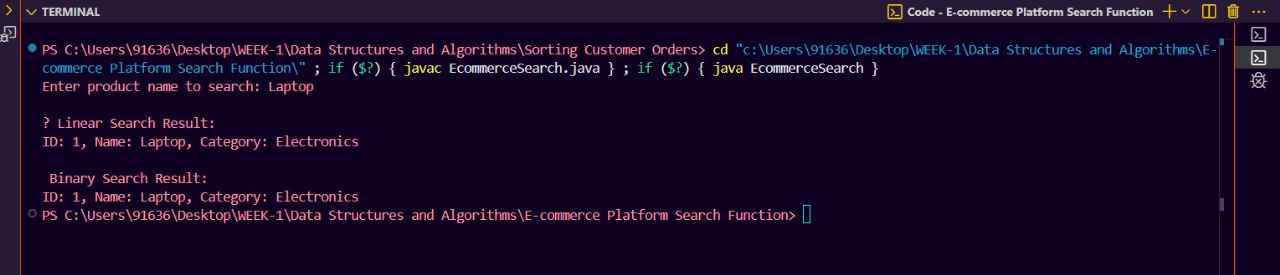 TERMINAL
Code - E-commerce Platform Search Function
PS C:\Users\91636\Desktop\WEEK-1\Data Structures and Algorithms\Sorting Customer Orders> cd "c:\Users\91636\Desktop\WEEK-1\Data Structures and Algorithms\E-
commerce Platform Search Function\" ; if ($?) { javac EcommerceSearch.java } ; if ($?) { java EcommerceSearch }
Enter product name to search: Laptop
? Linear Search Result:
ID: 1, Name: Laptop, Category: Electronics
Binary Search Result:
ID: 1, Name: Laptop, Category: Electronics
PS C:\Users\91636\Desktop\WEEK-1\Data Structures and Algorithms\E-commerce Platform Search Function>